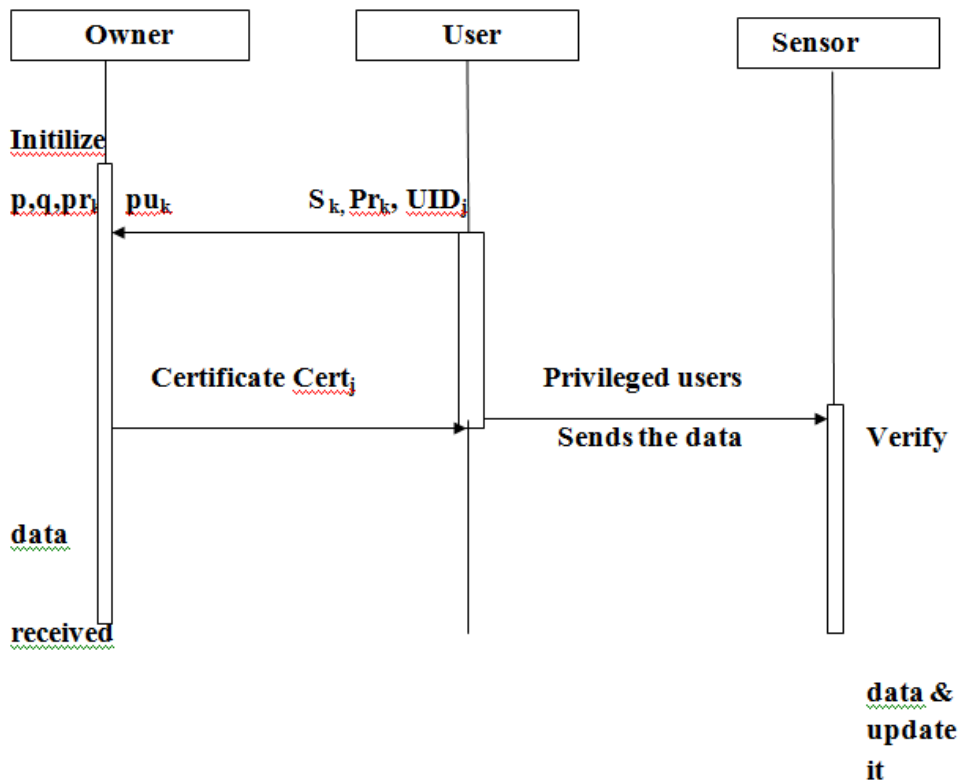 Owner
User
Sensor
Initilize
p,q,prₖ puₖ
Sₖ, Prₖ, UIDⱼ
Certificate Certⱼ
Privileged users
Sends the data
Verify
data
received
data &
update
it